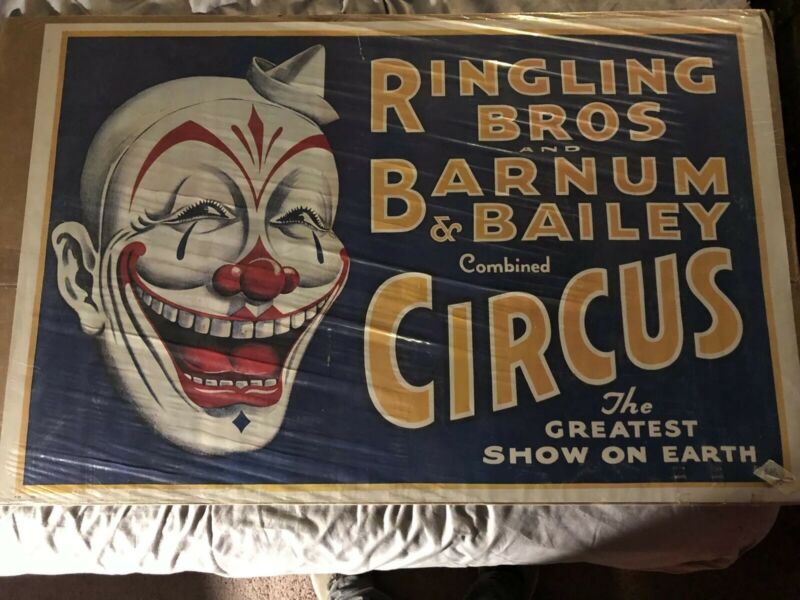 RINGLING
BROS
AND
BARNUM
& BAILEY
Combined
CIRCUS
The
GREATEST
SHOW ON EARTH